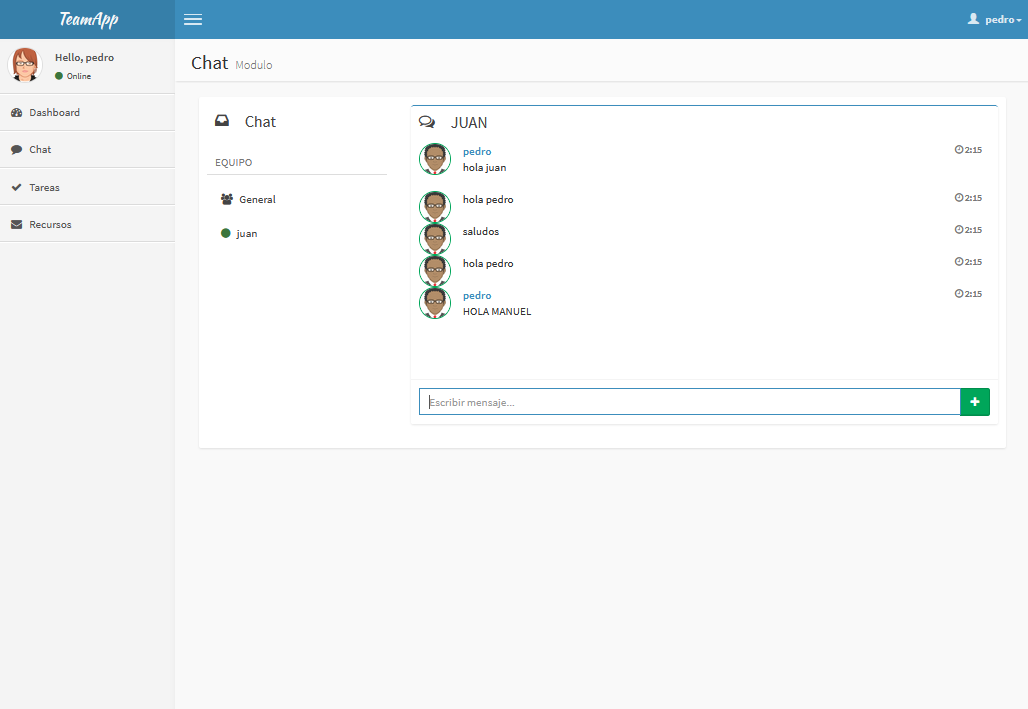 TeamApp
pedro
Hello, pedro
Online
Dashboard
Chat
Tareas
Recursos
Chat Modulo
Chat
EQUIPO
General
juan
JUAN
pedro 2:15
hola juan
hola pedro 2:15
saludos 2:15
hola pedro 2:15
pedro 2:15
HOLA MANUEL
Escribir mensaje...